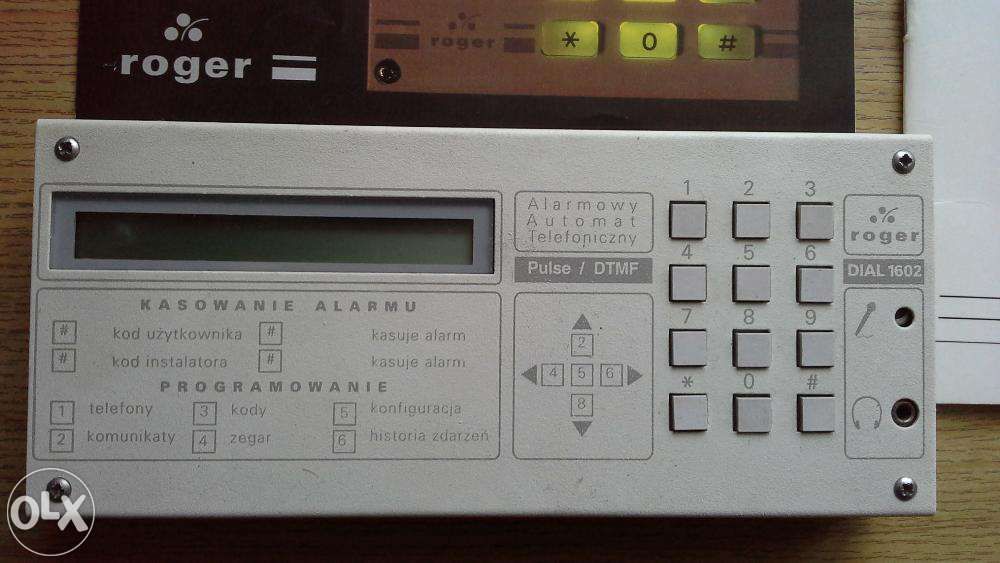 roger
roger
* 0 #
Alarmowy
Automat
Telefoniczny
Pulse / DTMF
1 2 3
4 5 6
7 8 9
* 0 #
roger
DIAL 1602
KASOWANIE ALARMU
# kod użytkownika # kasuje alarm
# kod instalatora # kasuje alarm
PROGRAMOWANIE
1 telefony 3 kody 5 konfiguracja
2 komunikaty 4 zegar 6 historia zdarzeń
2
4 5 6
8
OLX